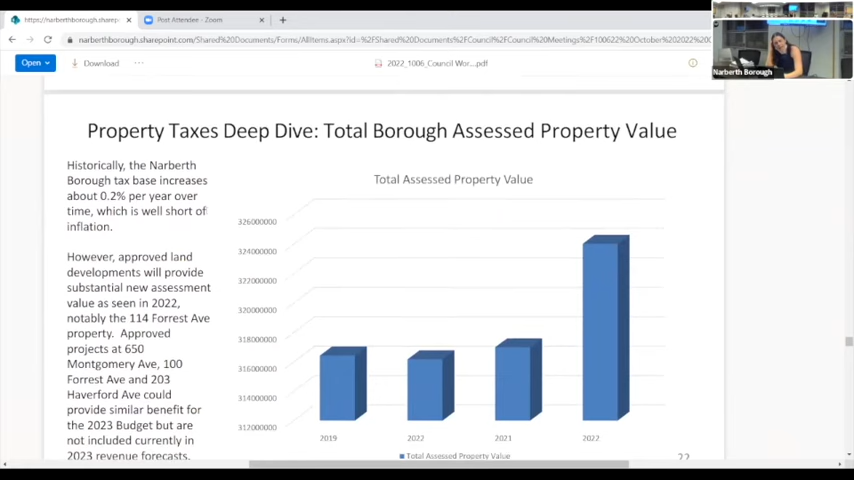 https://narberthborough.sharep
Post Attendee - Zoom
narberthborough.sharepoint.com/Shared%20Documents/Forms/AllItems.aspx?id=%2FShared%20Documents%2FCouncil%2FCouncil%20Meetings%2F100622%20October%202022%20C
Open
Download
2022_1006_Council Wor...pdf
Narberth Borough
Property Taxes Deep Dive: Total Borough Assessed Property Value
Historically, the Narberth
Borough tax base increases
about 0.2% per year over
time, which is well short of
inflation.
However, approved land
developments will provide
substantial new assessment
value as seen in 2022,
notably the 114 Forrest Ave
property. Approved
projects at 650
Montgomery Ave, 100
Forrest Ave and 203
Haverford Ave could
provide similar benefit for
the 2023 Budget but are
not included currently in
2023 revenue forecasts.
Total Assessed Property Value
326000000
324000000
322000000
320000000
318000000
316000000
314000000
312000000
2019
2022
2021
2022
Total Assessed Property Value
22